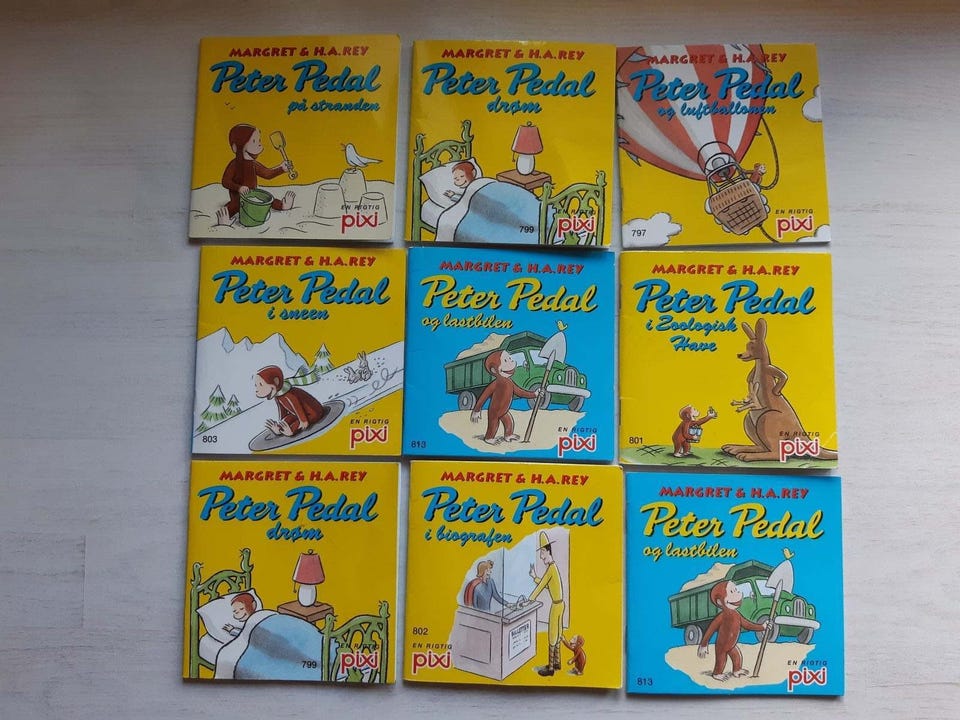 MARGRET & H.A.REY
Peter Pedal
på stranden
EN RIGTIG
pixi
MARGRET & H.A.REY
Peter Pedal
drøm
799
EN RIGTIG
pixi
MARGRET & H.A.REY
Peter Pedal
og luftballonen
797
EN RIGTIG
pixi
MARGRET & H.A.REY
Peter Pedal
i sneen
803
EN RIGTIG
pixi
MARGRET & H.A.REY
Peter Pedal
og lastbilen
813
EN RIGTIG
pixi
MARGRET & H.A.REY
Peter Pedal
i Zoologisk
Have
801
EN RIGTIG
pixi
MARGRET & H.A.REY
Peter Pedal
drøm
799
EN RIGTIG
pixi
MARGRET & H.A.REY
Peter Pedal
i biografen
BILLETTER
802
EN RIGTIG
pixi
MARGRET & H.A.REY
Peter Pedal
og lastbilen
813
EN RIGTIG
pixi